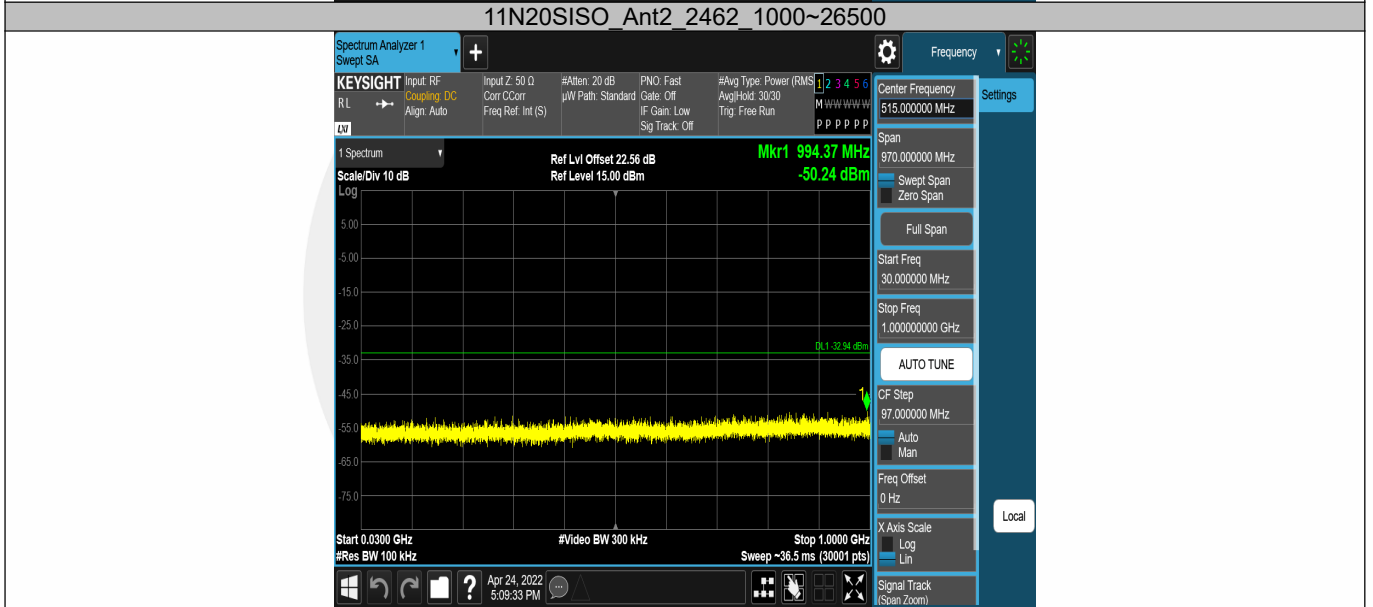 11N20SISO_Ant2_2462_1000~26500
Spectrum Analyzer 1
Swept SA
Frequency
KEYSIGHT
R L
LXI
Input: RF
Coupling: DC
Align: Auto
Input Z: 50 Ω
Corr CCorr
Freq Ref: Int (S)
#Atten: 20 dB
µW Path: Standard
PNO: Fast
Gate: Off
IF Gain: Low
Sig Track: Off
#Avg Type: Power (RMS
Avg|Hold: 30/30
Trig: Free Run
1 2 3 4 5 6
M W W W W W
P P P P P P
1 Spectrum
Scale/Div 10 dB
Log
Ref Lvl Offset 22.56 dB
Ref Level 15.00 dBm
Mkr1 994.37 MHz
-50.24 dBm
5.00
-5.00
-15.0
-25.0
DL1 -32.94 dBm
-35.0
1
-45.0
-55.0
-65.0
-75.0
Start 0.0300 GHz
#Res BW 100 kHz
#Video BW 300 kHz
Stop 1.0000 GHz
Sweep ~36.5 ms (30001 pts)
?
Apr 24, 2022
5:09:33 PM
Center Frequency
515.000000 MHz
Settings
Span
970.000000 MHz
Swept Span
Zero Span
Full Span
Start Freq
30.000000 MHz
Stop Freq
1.000000000 GHz
AUTO TUNE
CF Step
97.000000 MHz
Auto
Man
Freq Offset
0 Hz
Local
X Axis Scale
Log
Lin
Signal Track
(Span Zoom)